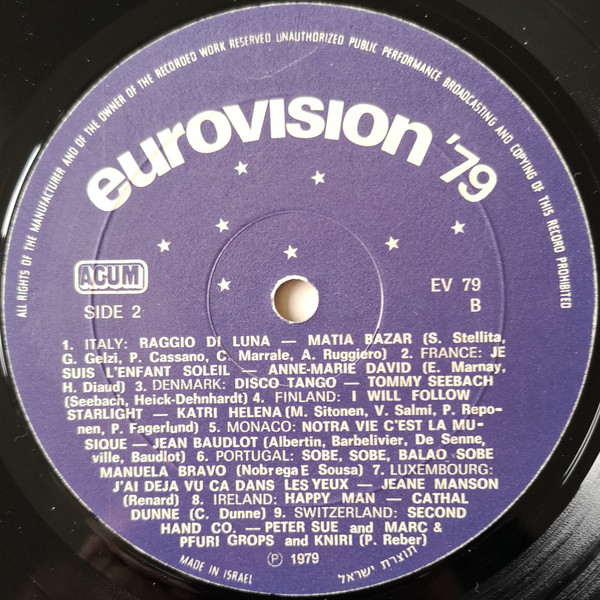 ALL RIGHTS OF THE MANUFACTURER AND OF THE OWNER OF THE RECORDED WORK RESERVED UNAUTHORIZED PUBLIC PERFORMANCE BROADCASTING AND COPYING OF THIS RECORD PROHIBITED
eurovision '79
ACUM
SIDE 2
EV 79
B
1. ITALY: RAGGIO DI LUNA — MATIA BAZAR (S. Stellita,
G. Gelzi, P. Cassano, C. Marrale, A. Ruggiero) 2. FRANCE: JE
SUIS L'ENFANT SOLEIL — ANNE-MARIE DAVID (E. Marnay,
H. Diaud) 3. DENMARK: DISCO TANGO — TOMMY SEEBACH
(Seebach, Heick-Dehnhardt) 4. FINLAND: I WILL FOLLOW
STARLIGHT — KATRI HELENA (M. Sitonen, V. Salmi, P. Repo-
nen, P. Fagerlund) 5. MONACO: NOTRA VIE C'EST LA MU-
SIQUE — JEAN BAUDLOT (Albertin, Barbelivier, De Senne,
ville, Baudlot) 6. PORTUGAL: SOBE, SOBE, BALAO SOBE
MANUELA BRAVO (Nobrega E Sousa) 7. LUXEMBOURG:
J'AI DEJA VU CA DANS LES YEUX — JEANE MANSON
(Renard) 8. IRELAND: HAPPY MAN — CATHAL
DUNNE (C. Dunne) 9. SWITZERLAND: SECOND
HAND CO. — PETER SUE and MARC &
PFURI GROPS and KNIRI (P. Reber)
Ⓟ 1979
MADE IN ISRAEL
תוצרת ישראל